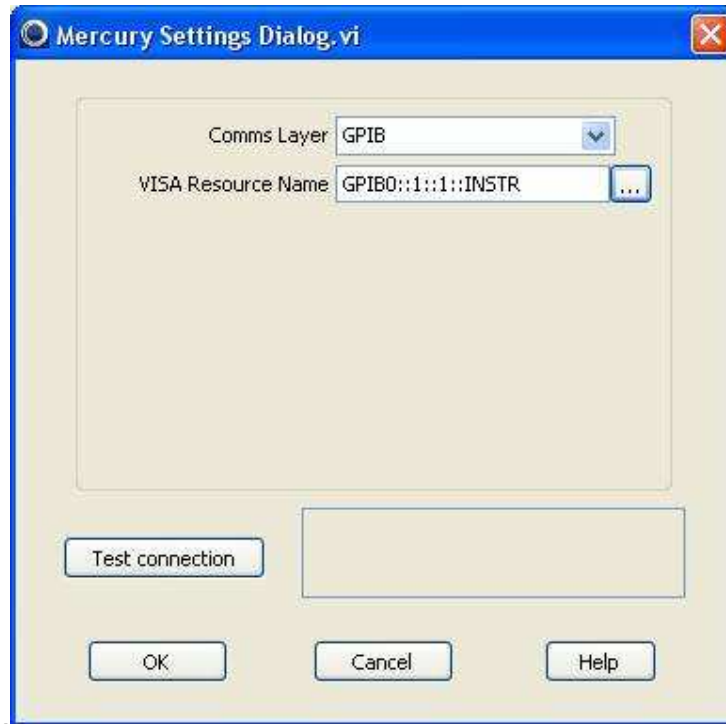 Mercury Settings Dialog.vi
Comms Layer GPIB
VISA Resource Name GPIB0::1::1::INSTR ...
Test connection
OK Cancel Help